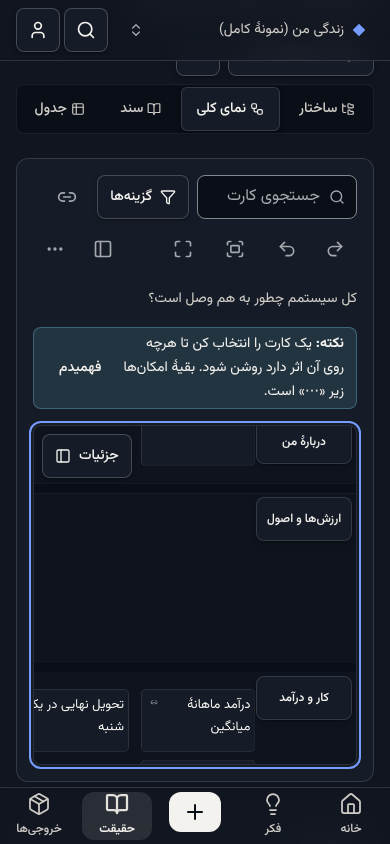 زندگی من (نمونهٔ کامل)
ساختار
نمای کلی
سند
جدول
جستجوی کارت
گزینه‌ها
کل سیستمم چطور به هم وصل است؟
نکته: یک کارت را انتخاب کن تا هرچه
روی آن اثر دارد روشن شود. بقیهٔ امکان‌ها
زیر «···» است.
فهمیدم
دربارهٔ من
جزئیات
ارزش‌ها و اصول
کار و درآمد
درآمد ماهانهٔ
میانگین
تحویل نهایی در یک
شنبه
خانه
فکر
حقیقت
خروجی‌ها